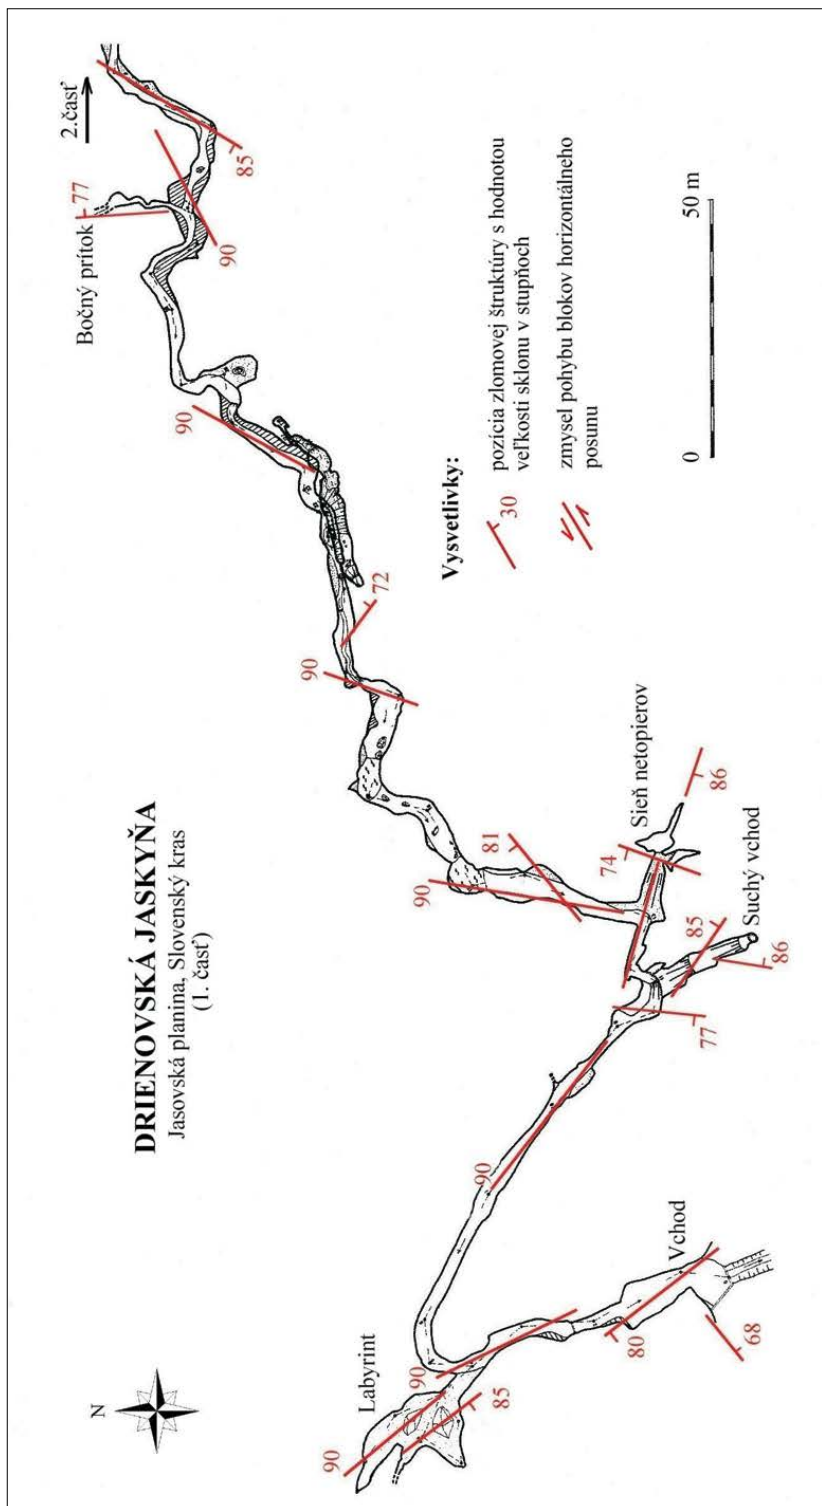 DRIENOVSKÁ JASKYŇA
Jasovská planina, Slovenský kras
(1. časť)
N
Labyrint
90
85
90
80
Vchod
68
90
77
85
86
Suchý vchod
74
Sieň netopierov
86
90
81
90
72
90
Bočný prítok
77
90
85
2.časť
Vysvetlivky:
30
pozícia zlomovej štruktúry s hodnotou
veľkosti sklonu v stupňoch
zmysel pohybu blokov horizontálneho
posunu
0
50 m